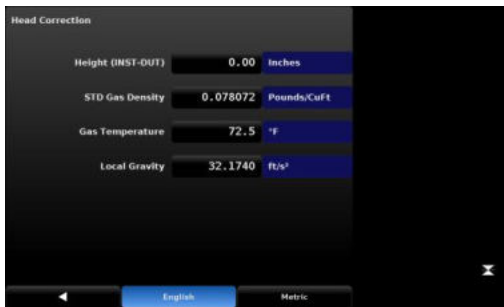 Head Correction
Height (INST-OUT) 0.00 Inches
STD Gas Density 0.078072 Pounds/CuFt
Gas Temperature 72.5 °F
Local Gravity 32.1740 ft/s²
English Metric